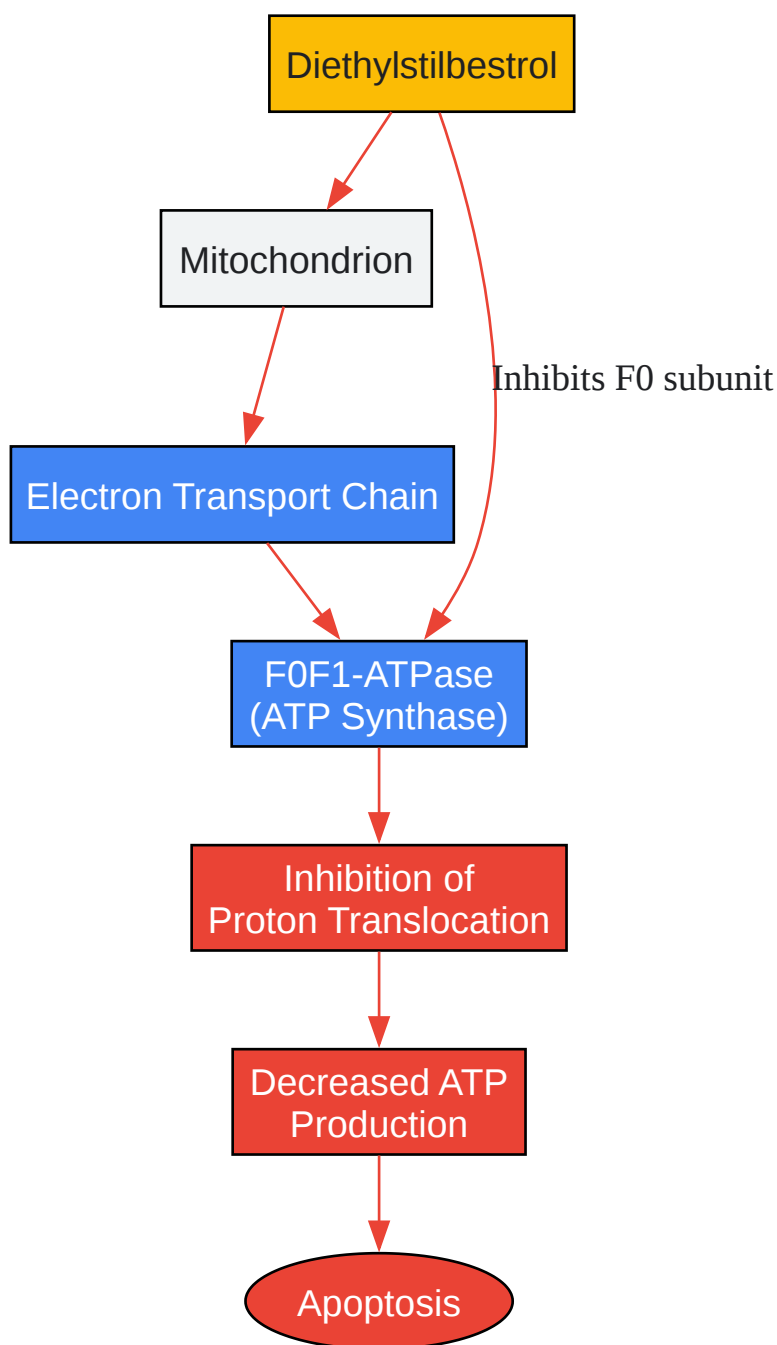 Diethylstilbestrol
Mitochondrion
Inhibits F0 subunit
Electron Transport Chain
F0F1-ATPase
(ATP Synthase)
Inhibition of
Proton Translocation
Decreased ATP
Production
Apoptosis